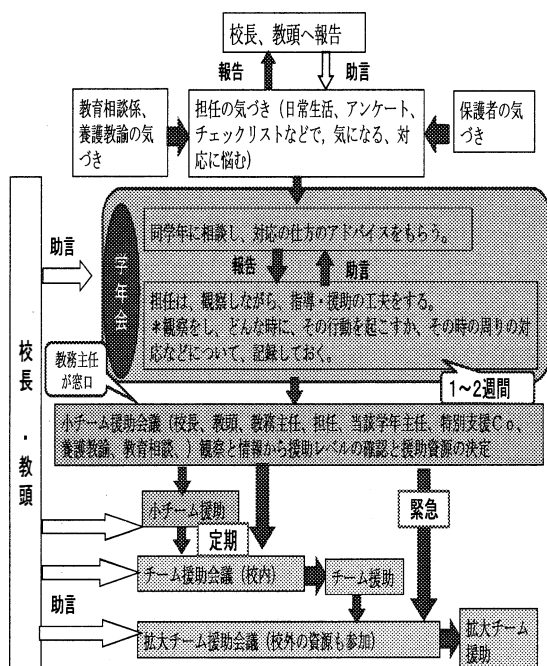 校長、教頭へ報告
報告
助言
教育相談係、
養護教諭の気
づき
担任の気づき（日常生活、アンケート、
チェックリストなどで，気になる、対
応に悩む）
保護者の気
づき
校長・教頭
助言
学年会
同学年に相談し、対応の仕方のアドバイスをもらう。
報告
助言
担任は、観察しながら、指導・援助の工夫をする。
＊観察をし、どんな時に、その行動を起こすか、その時の周りの対
応などについて、記録しておく。
教務主任
が窓口
1～2週間
小チーム援助会議（校長、教頭、教務主任、担任、当該学年主任、特別支援Ｃｏ、
養護教諭、教育相談、）観察と情報から援助レベルの確認と援助資源の決定
小チーム援助
定期
緊急
チーム援助会議（校内）
チーム援助
助言
拡大チーム援助会議（校外の資源も参加）
拡大チーム
援助